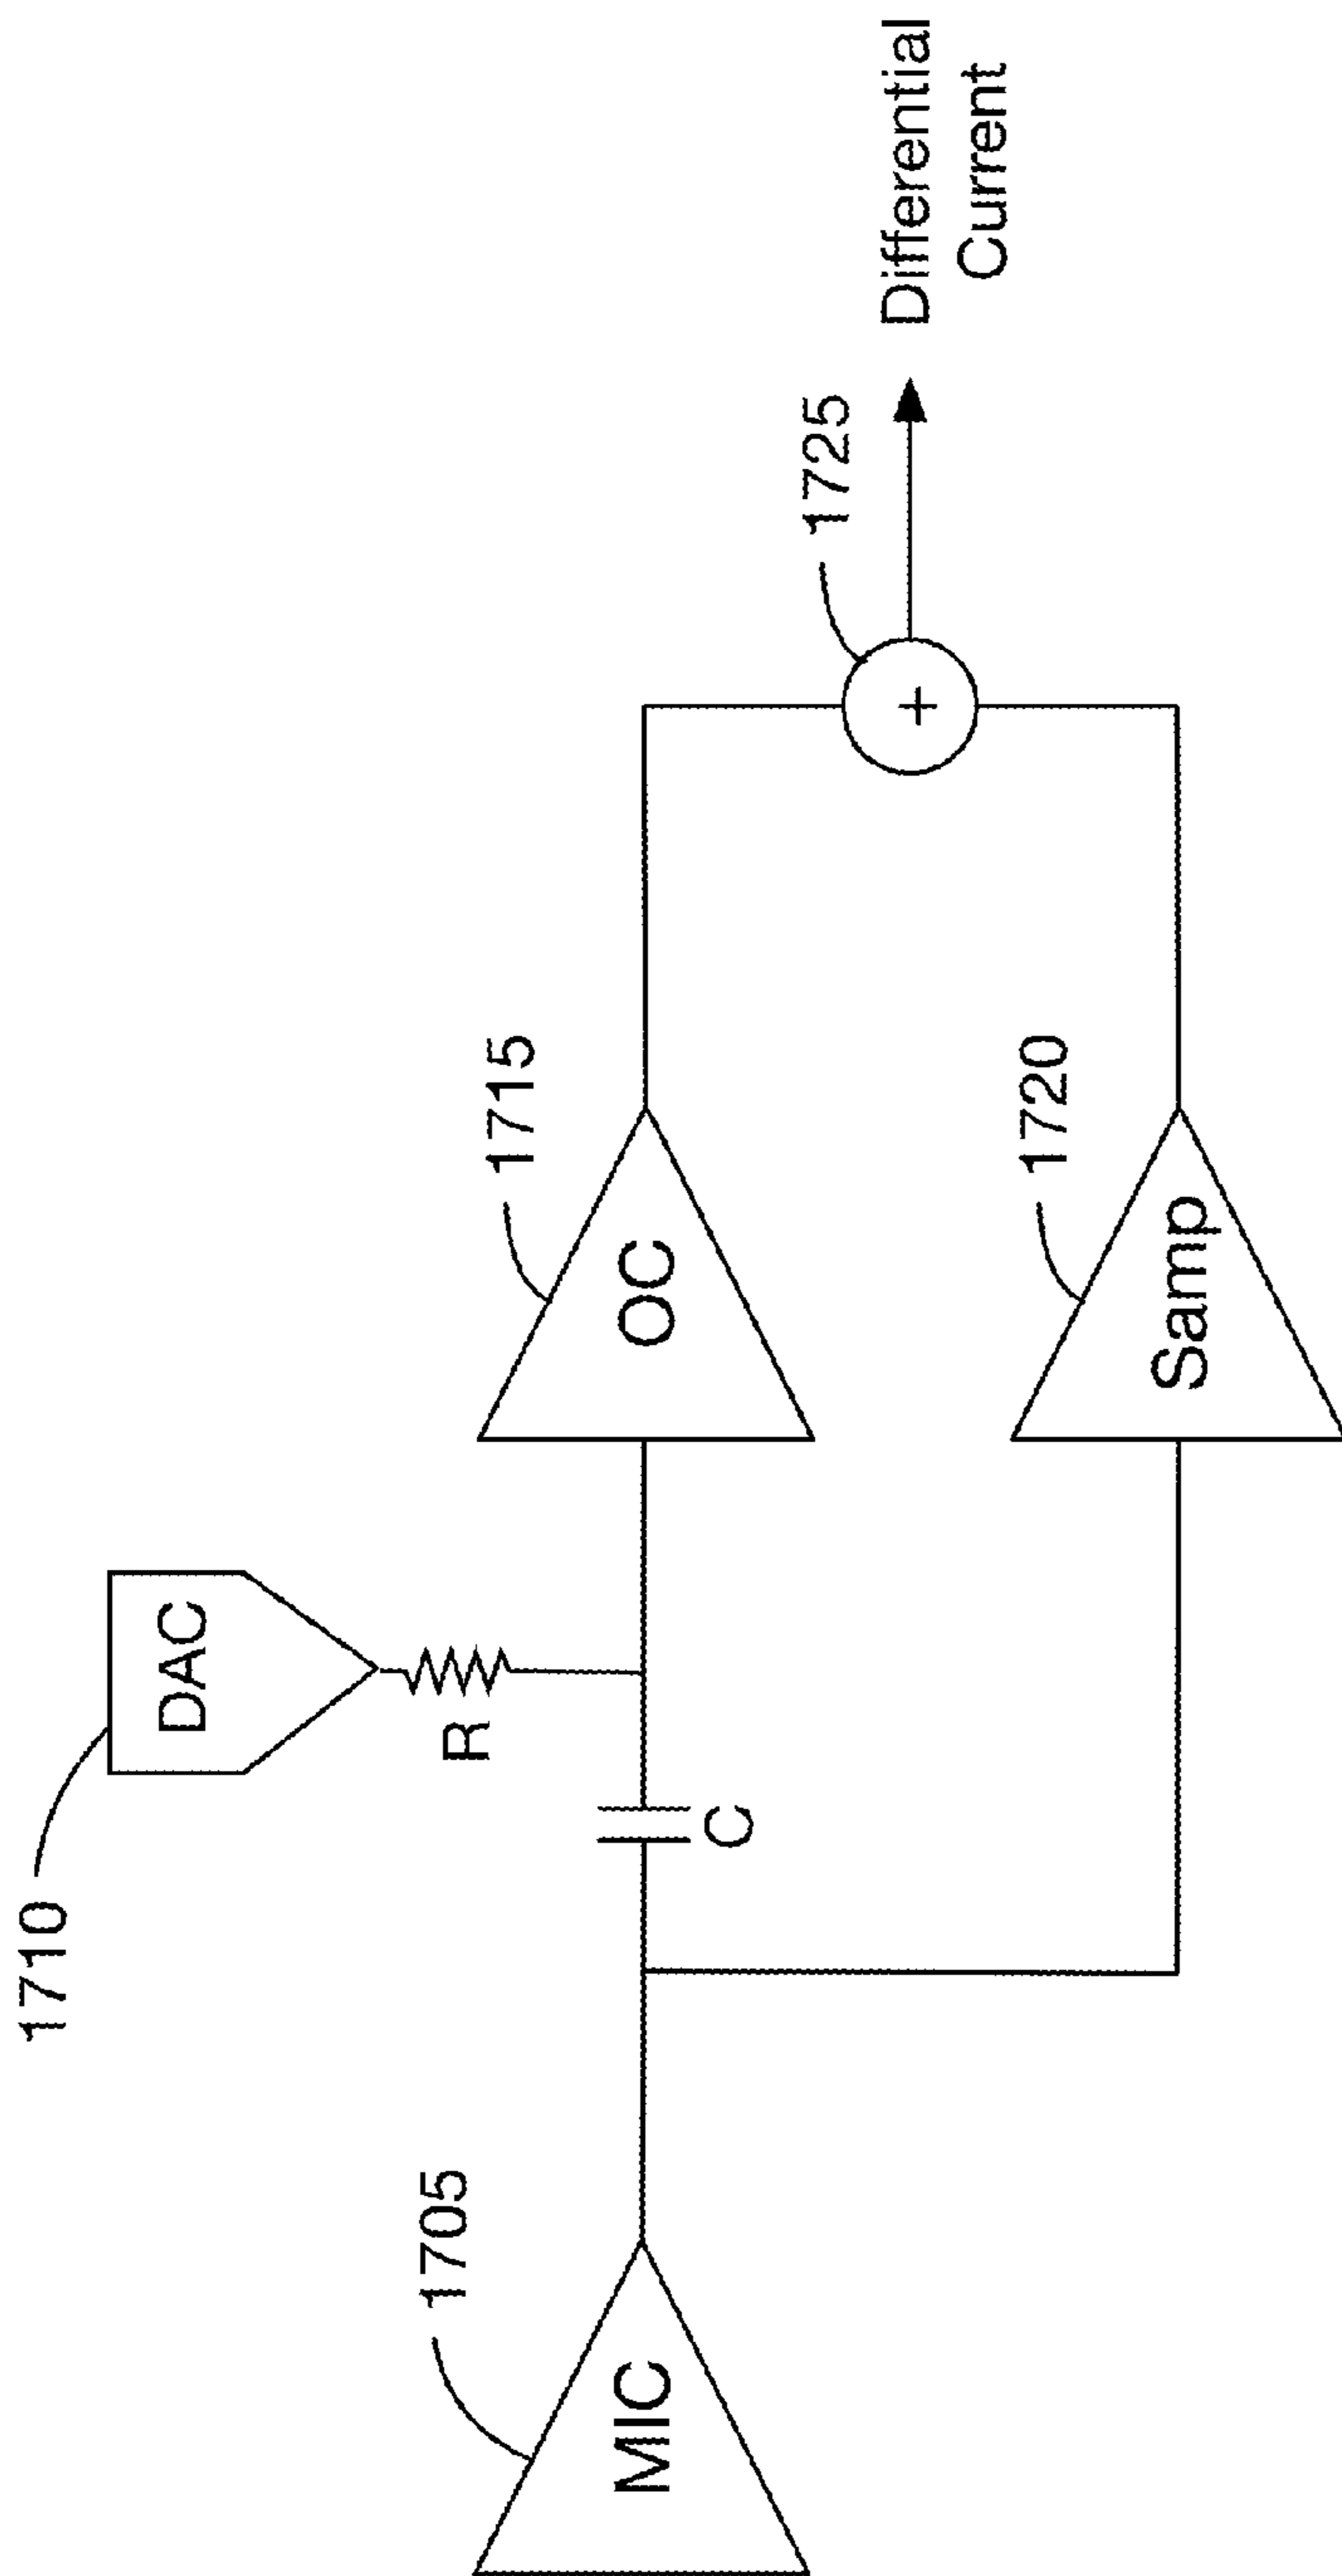 1710
DAC
R
C
1705
MIC
1715
OC
1720
Samp
1725
+
Differential
Current